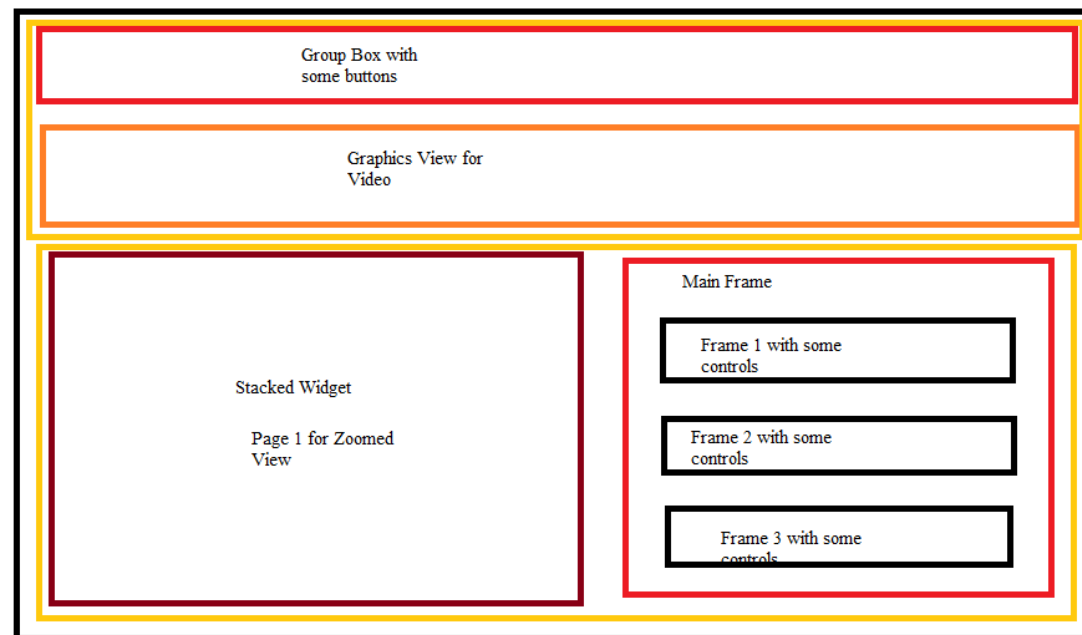 Group Box with
some buttons
Graphics View for
Video
Stacked Widget
Page 1 for Zoomed
View
Main Frame
Frame 1 with some
controls
Frame 2 with some
controls
Frame 3 with some
controls